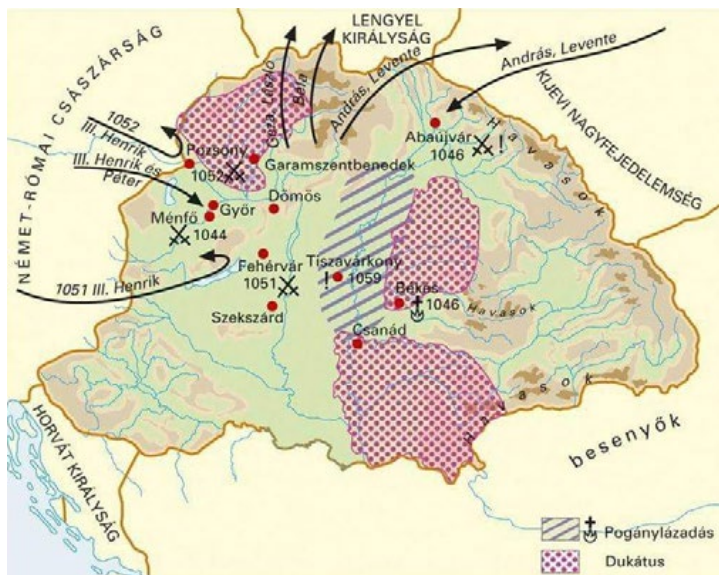 NÉMET-RÓMAI CSÁSZÁRSÁG
LENGYEL
KIRÁLYSÁG
KIJEVI NAGYFEJEDELEMSÉG
HORVÁT KIRÁLYSÁG
besenyők
Géza, László
Béla
András, Levente
András, Levente
1052
III. Henrik
III. Henrik és
Péter
1051 III. Henrik
Pozsony
1052
Garamszentbenedek
Abaújvár
1046
!
Győr
Ménfő
1044
Dömös
Fehérvár
1051
Tiszavárkony
! 1059
Szekszárd
Békés
1046
Csanád
Havasok
Havasok
Havasok
Pogánylázadás
Dukátus